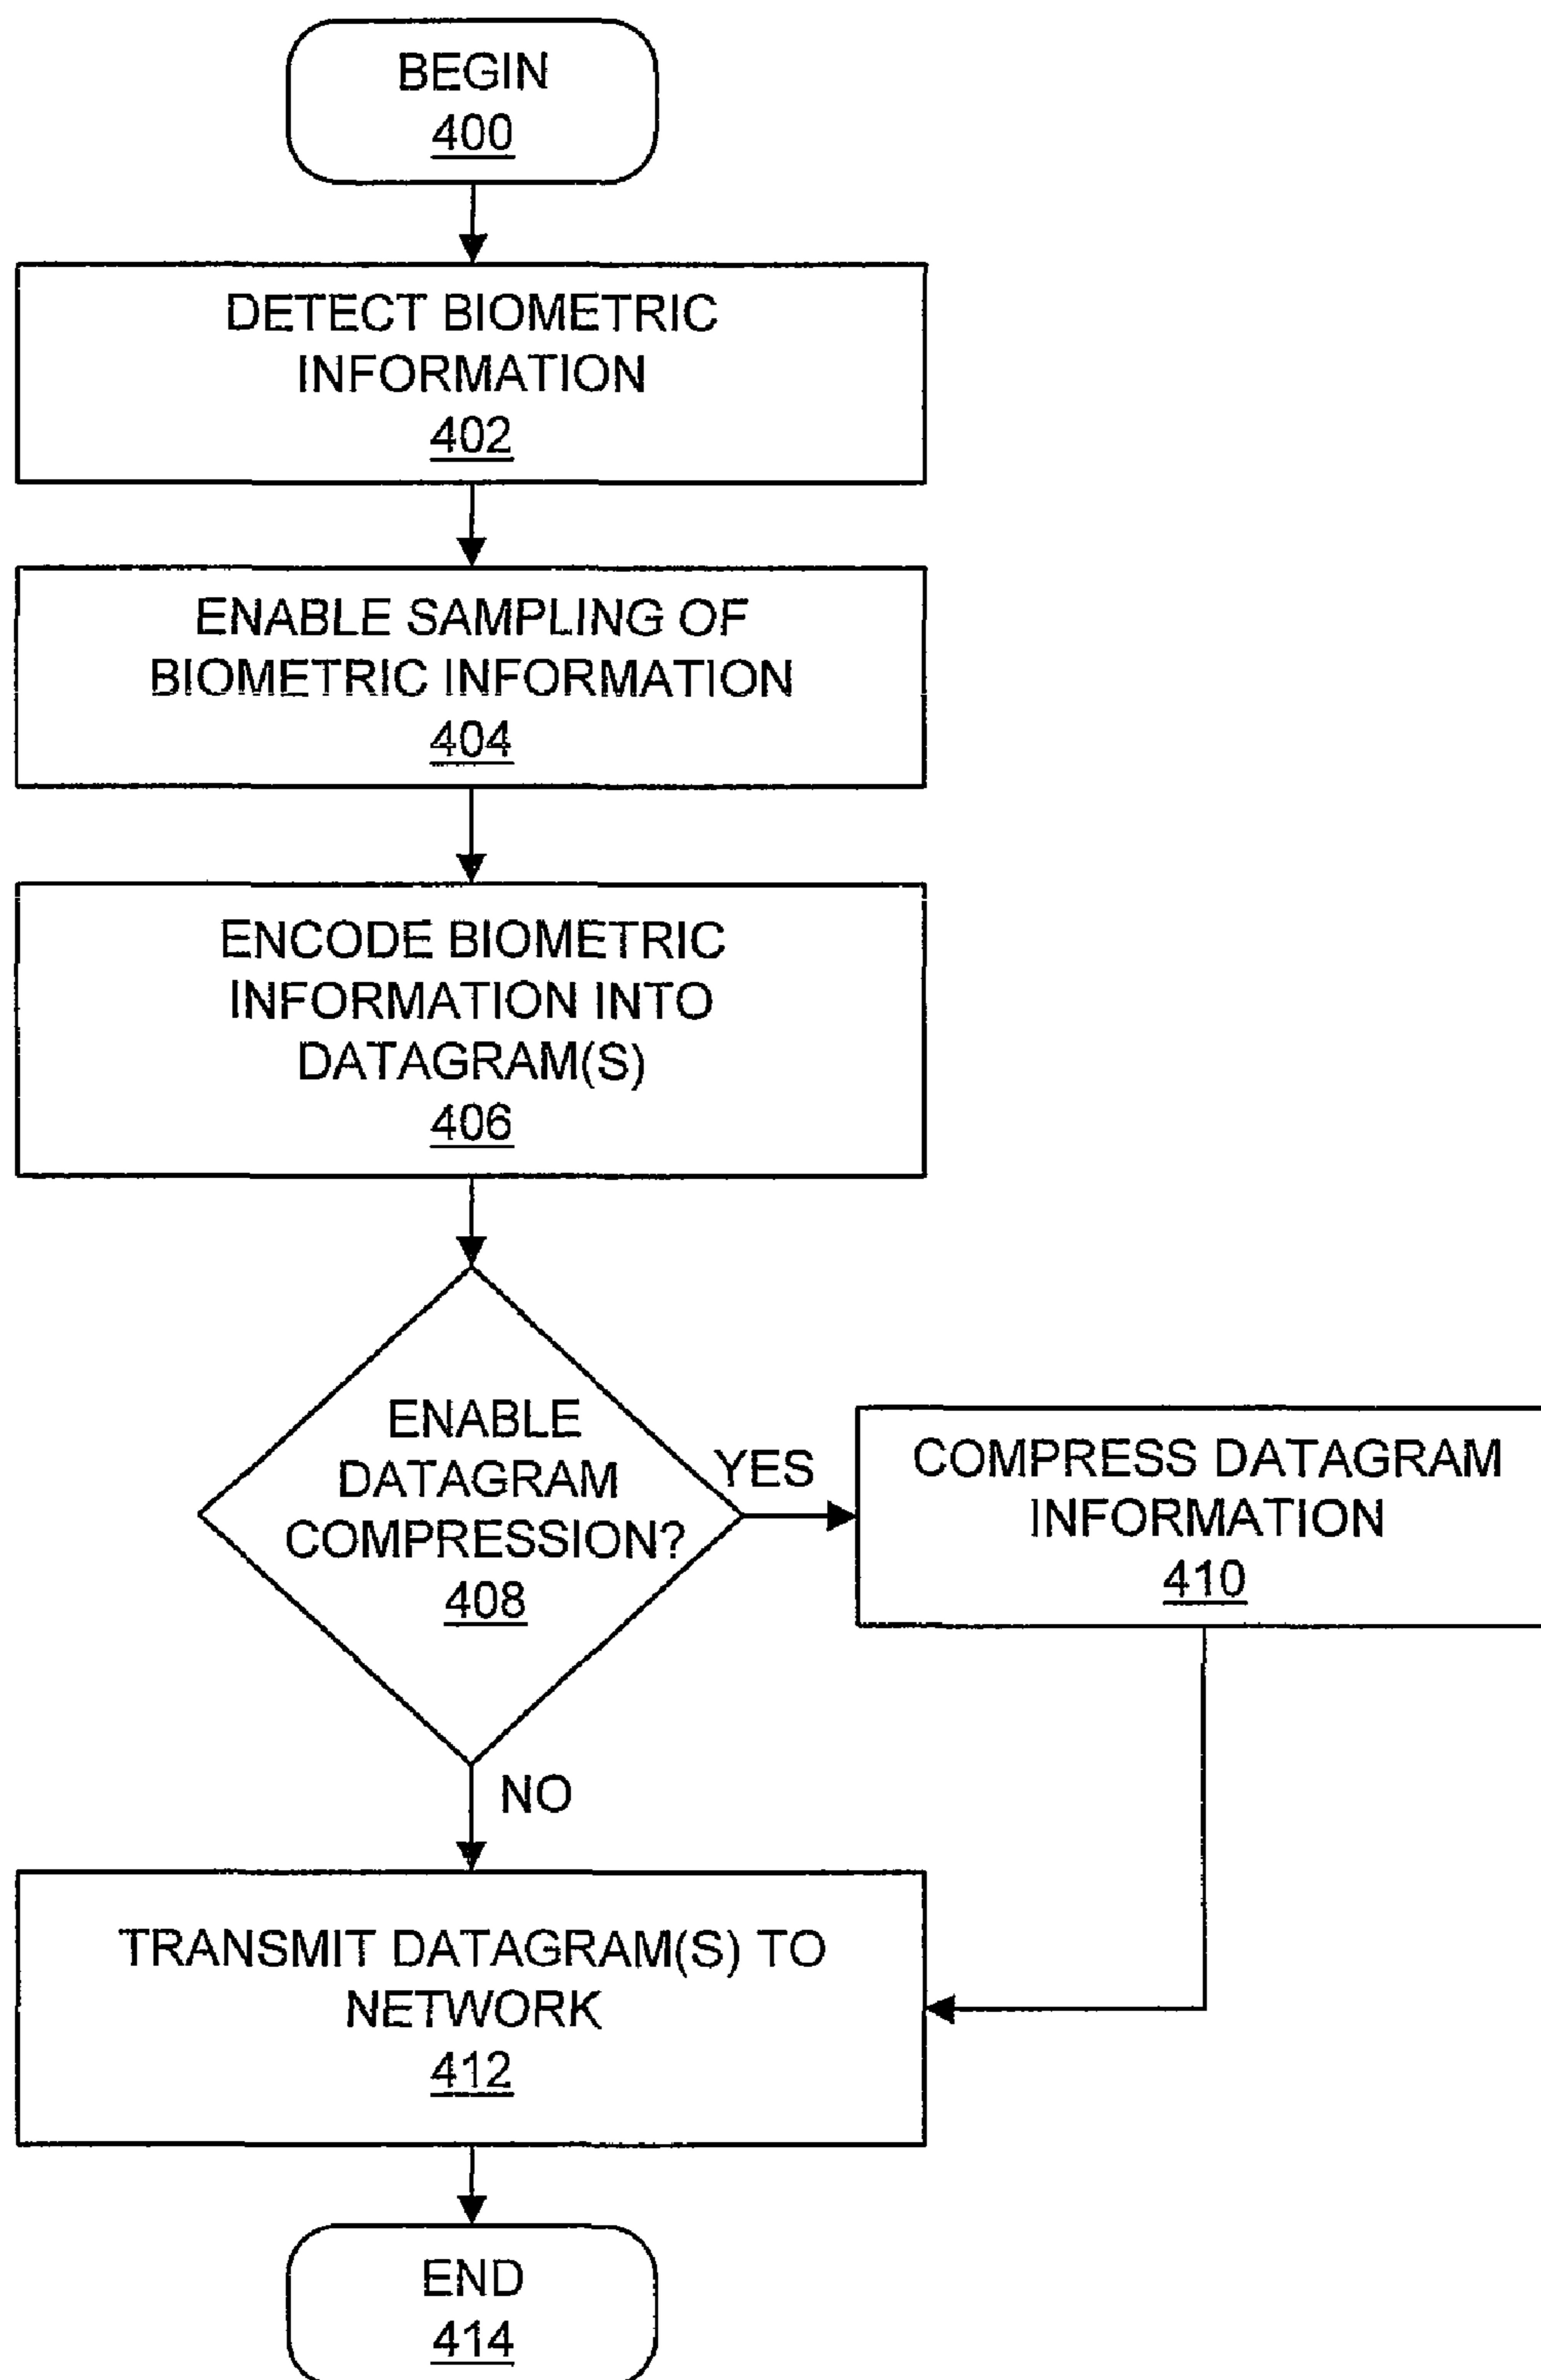 BEGIN
400
DETECT BIOMETRIC
INFORMATION
402
ENABLE SAMPLING OF
BIOMETRIC INFORMATION
404
ENCODE BIOMETRIC
INFORMATION INTO
DATAGRAM(S)
406
ENABLE
DATAGRAM
COMPRESSION?
408
YES
COMPRESS DATAGRAM
INFORMATION
410
NO
TRANSMIT DATAGRAM(S) TO
NETWORK
412
END
414